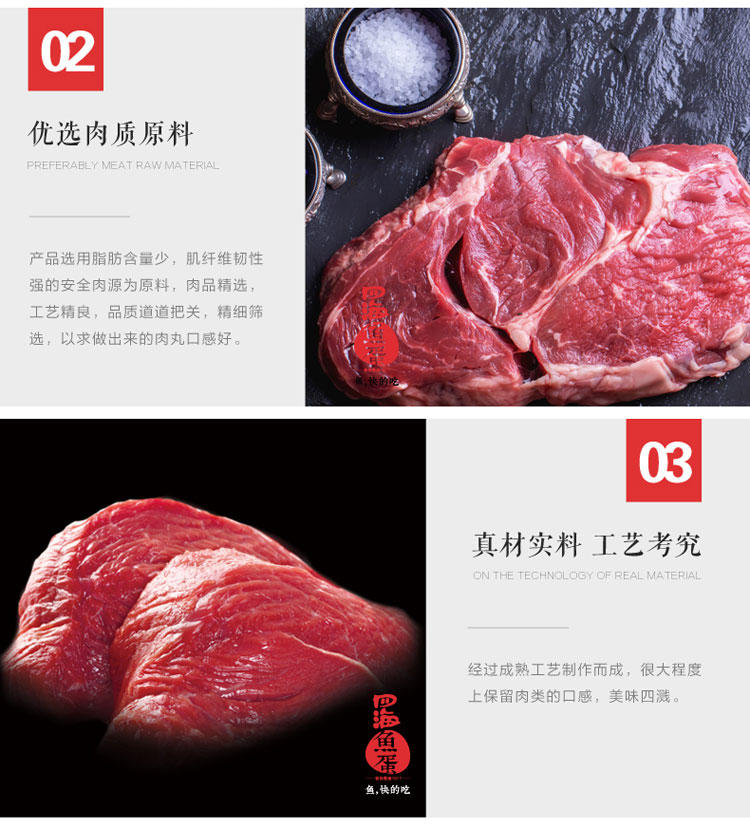 02
优选肉质原料
PREFERABLY MEAT RAW MATERIAL
产品选用脂肪含量少，肌纤维韧性
强的安全肉源为原料，肉品精选，
工艺精良，品质道道把关，精细筛
选，以求做出来的肉丸口感好。
四海
鱼,快的吃
03
真材实料 工艺考究
ON THE TECHNOLOGY OF REAL MATERIAL
经过成熟工艺制作而成，很大程度
上保留肉类的口感，美味四溅。
四海
魚蛋
鱼,快的吃